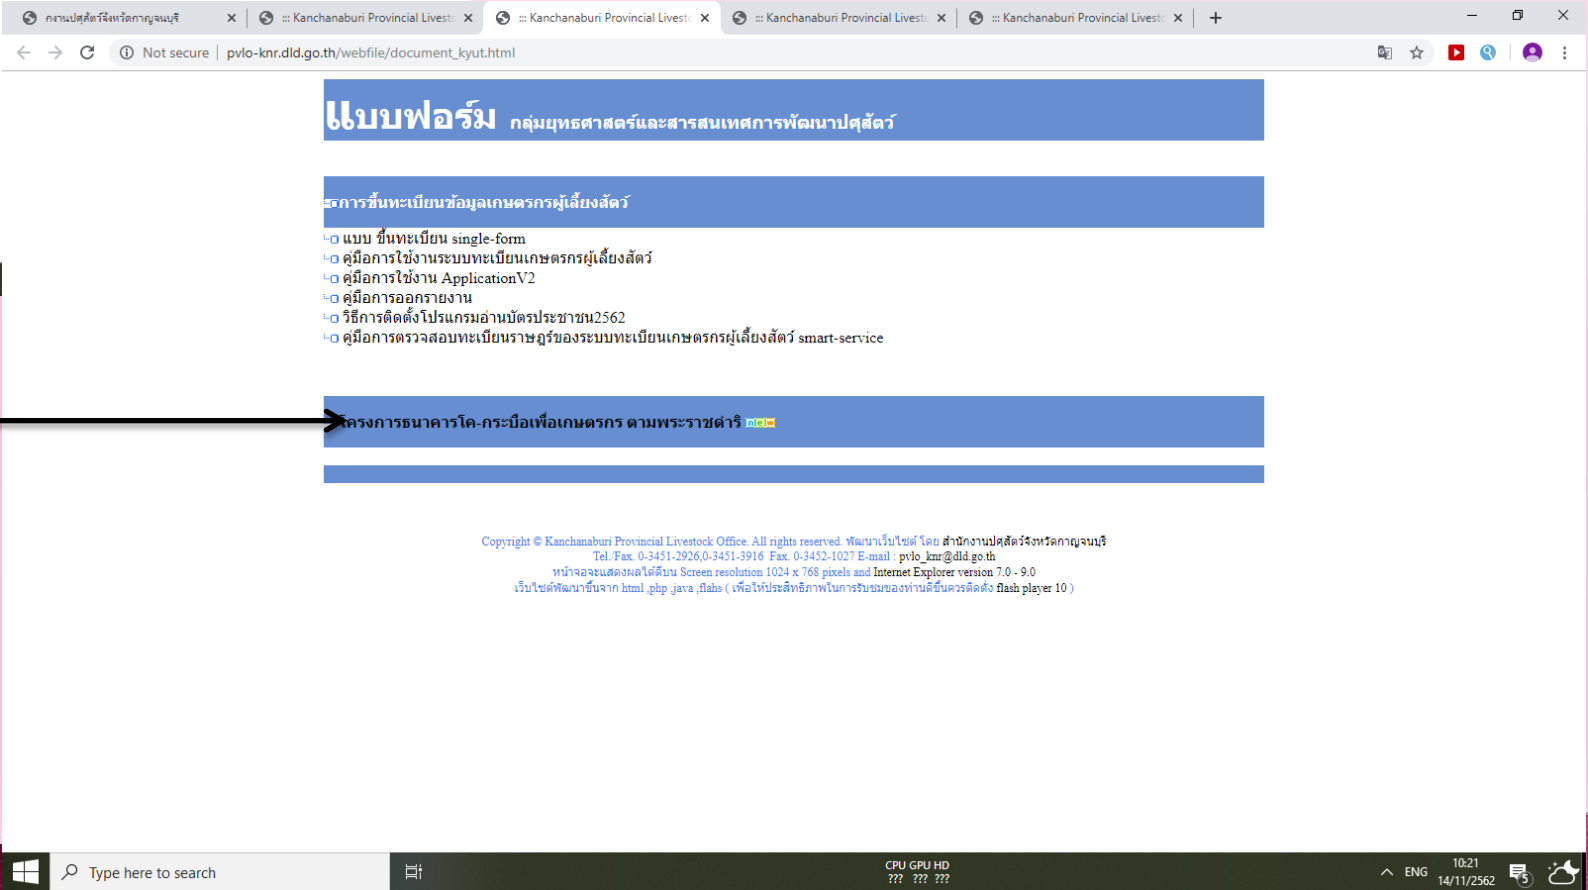 กงานปศุสัตว์จังหวัดกาญจนบุรี
::: Kanchanaburi Provincial Livesto
::: Kanchanaburi Provincial Livesto
::: Kanchanaburi Provincial Livesto
::: Kanchanaburi Provincial Livesto
Not secure | pvlo-knr.dld.go.th/webfile/document_kyut.html
แบบฟอร์ม กลุ่มยุทธศาสตร์และสารสนเทศการพัฒนาปศุสัตว์
การขึ้นทะเบียนข้อมูลเกษตรกรผู้เลี้ยงสัตว์
แบบ ขึ้นทะเบียน single-form
คู่มือการใช้งานระบบทะเบียนเกษตรกรผู้เลี้ยงสัตว์
คู่มือการใช้งาน ApplicationV2
คู่มือการออกรายงาน
วิธีการติดตั้งโปรแกรมอ่านบัตรประชาชน2562
คู่มือการตรวจสอบทะเบียนราษฎร์ของระบบทะเบียนเกษตรกรผู้เลี้ยงสัตว์ smart-service
โครงการธนาคารโค-กระบือเพื่อเกษตรกร ตามพระราชดำริ new
Copyright © Kanchanaburi Provincial Livestock Office. All rights reserved. พัฒนาเว็บไซต์ โดย สำนักงานปศุสัตว์จังหวัดกาญจนบุรี
Tel./Fax. 0-3451-2926,0-3451-3916 Fax. 0-3452-1027 E-mail : pvlo_knr@dld.go.th
หน้าจอจะแสดงผลได้ดีบน Screen resolution 1024 x 768 pixels and Internet Explorer version 7.0 - 9.0
เว็บไซต์พัฒนาขึ้นจาก html ,php ,java ,flahs ( เพื่อให้ประสิทธิภาพในการรับชมของท่านดีขึ้นควรติดตั้ง flash player 10 )
Type here to search
CPU GPU HD
??? ??? ???
ENG
10:21
14/11/2562
5